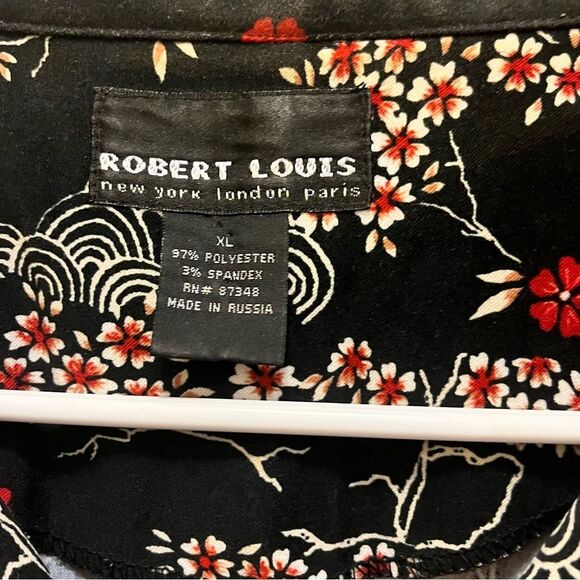 ROBERT LOUIS
new york london paris
XL
97% POLYESTER
3% SPANDEX
RN# 87348
MADE IN RUSSIA